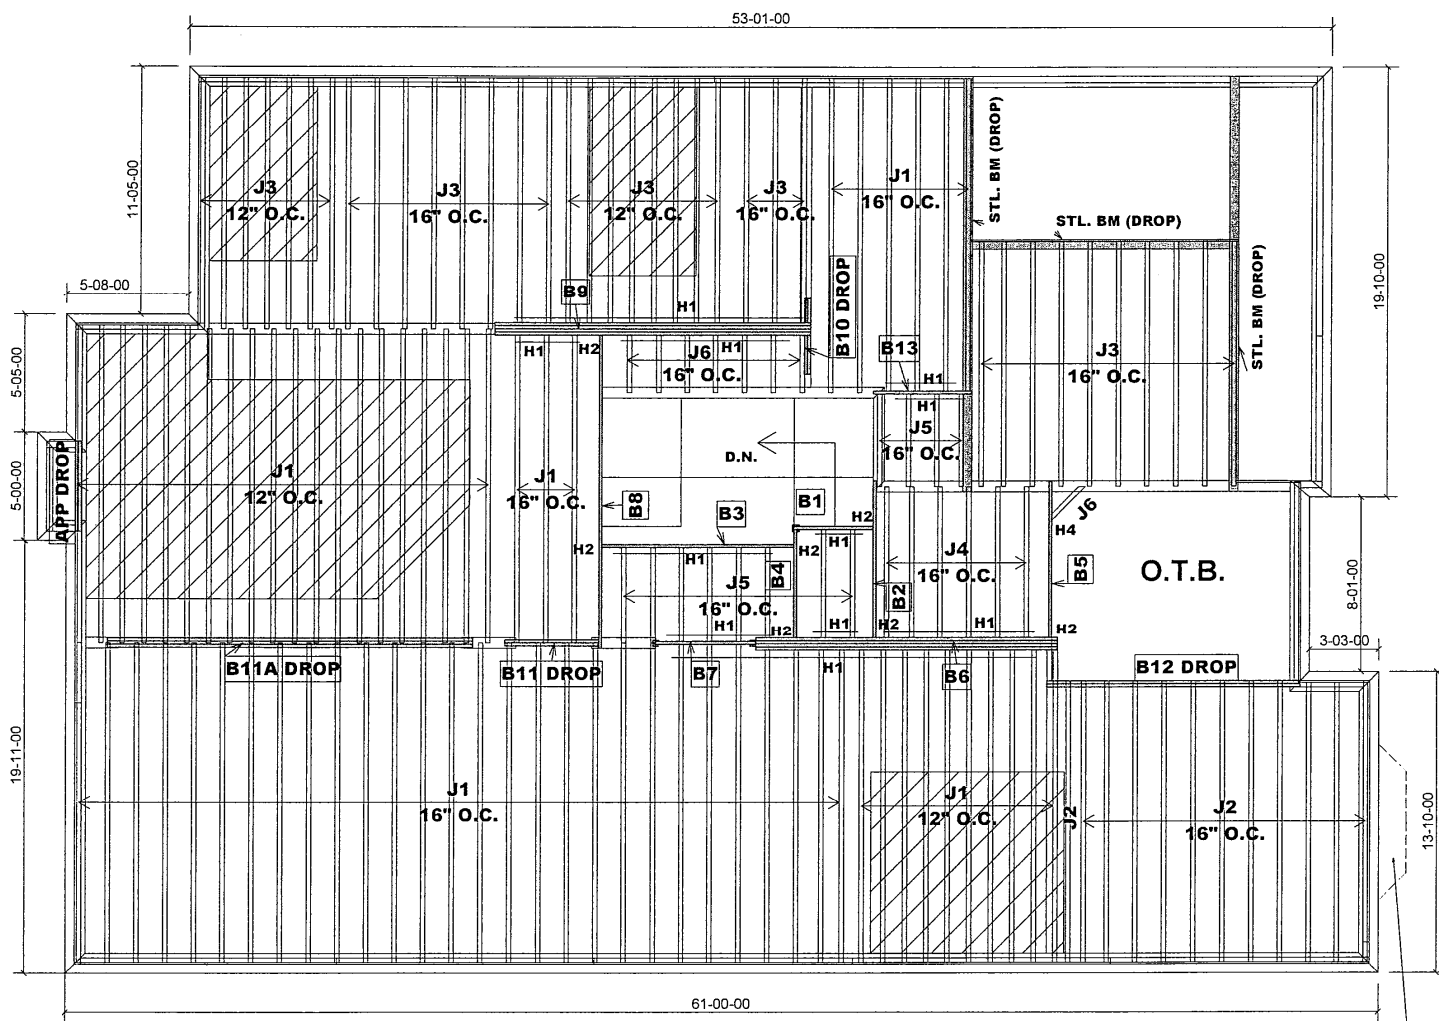 53-01-00
11-05-00
STL. BM (DROP)
STL. BM (DROP)
STL. BM (DROP)
19-10-00
J3
12" O.C.
J3
16" O.C.
J3
12" O.C.
J3
16" O.C.
J1
16" O.C.
5-08-00
B9
H1
B10 DROP
5-05-00
H1
H2
J6
16" O.C.
H1
B13
H1
H1
J3
16" O.C.
J5
16" O.C.
D.N.
APP DROP
5-00-00
J1
12" O.C.
J1
16" O.C.
B8
B3
B1
H2
J6
H4
H2
H1
H2
H1
J4
16" O.C.
B5
O.T.B.
B4
J5
16" O.C.
B2
8-01-00
H1
H2
H1
H2
H1
H2
3-03-00
B11A DROP
B11 DROP
B7
H1
B6
B12 DROP
19-11-00
J1
16" O.C.
J1
12" O.C.
J2
J2
16" O.C.
13-10-00
61-00-00